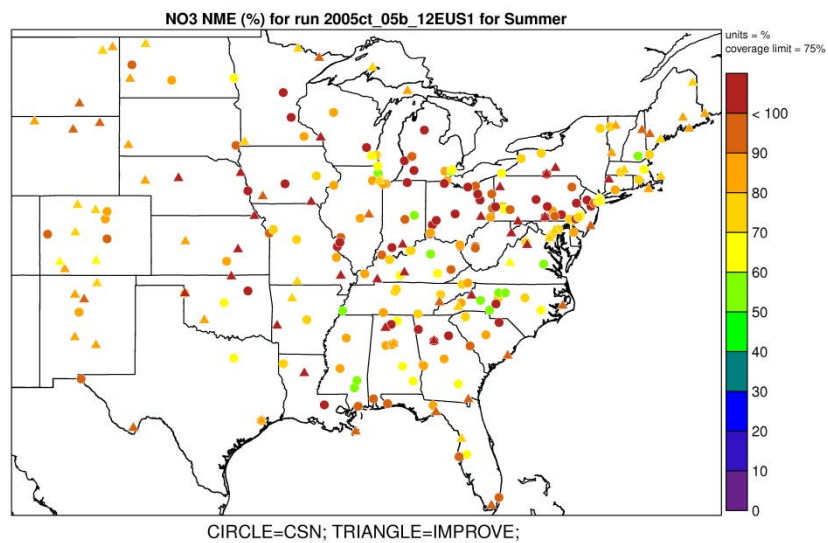 NO3 NME (%) for run 2005ct_05b_12EUS1 for Summer
units = %
coverage limit = 75%
< 100
90
80
70
60
50
40
30
20
10
0
CIRCLE=CSN; TRIANGLE=IMPROVE;